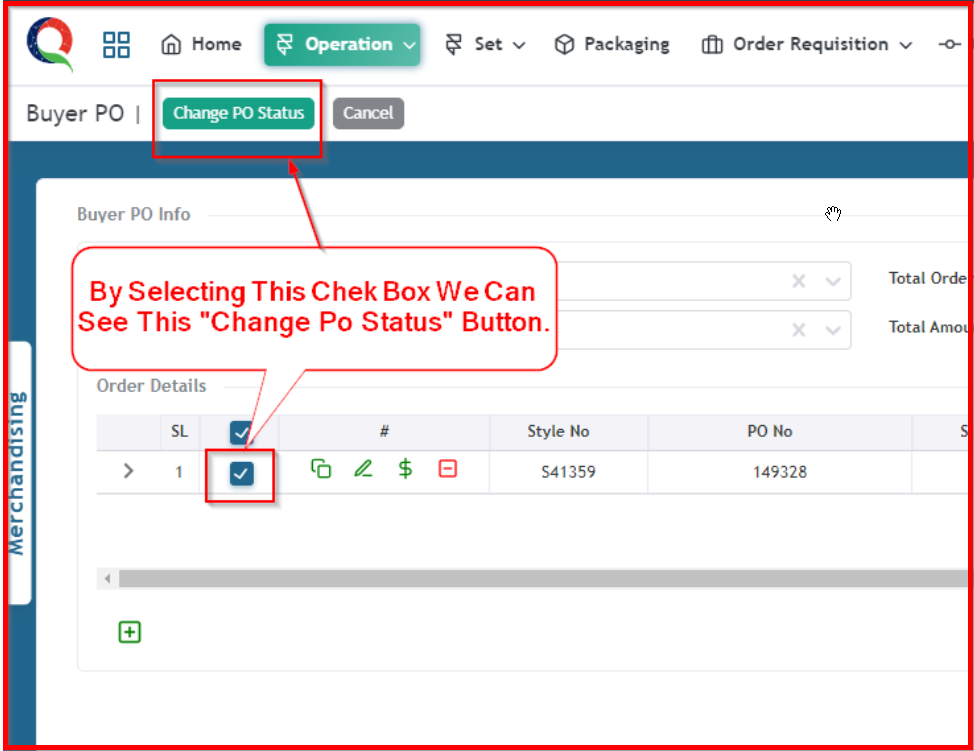 Home Operation Set Packaging Order Requisition
Buyer PO | Change PO Status Cancel
Buyer PO Info
By Selecting This Chek Box We Can
See This "Change Po Status" Button.
Total Orde
Total Amou
Order Details
SL # Style No PO No S
1 $ S41359 149328
Merchandising